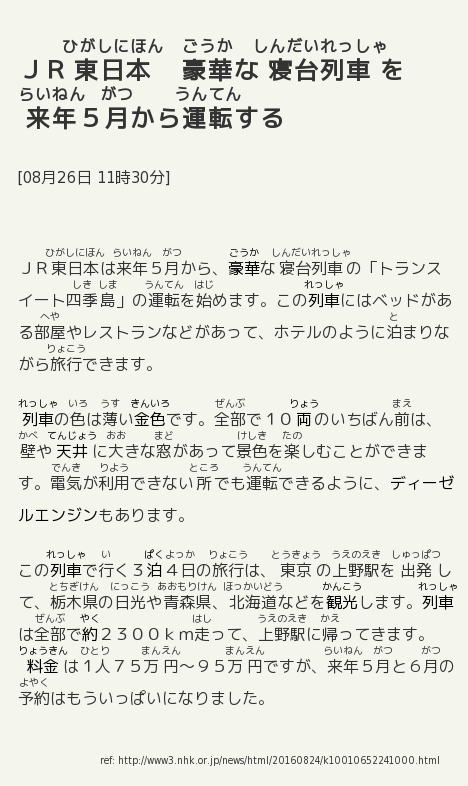 ひがしにほん ごうか しんだいれっしゃ
ＪＲ東日本　豪華な寝台列車を
らいねん がつ うんてん
来年５月から運転する
[08月26日 11時30分]
ひがしにほん らいねん がつ ごうか しんだいれっしゃ
ＪＲ東日本は来年５月から、豪華な寝台列車の「トランス
しき しま うんてん はじ れっしゃ
イート四季島」の運転を始めます。この列車にはベッドがあ
へや と
る部屋やレストランなどがあって、ホテルのように泊まりな
りょこう
がら旅行できます。
れっしゃ いろ うす きんいろ ぜんぶ りょう まえ
列車の色は薄い金色です。全部で１０両のいちばん前は、
かべ てんじょう おお まど けしき たの
壁や天井に大きな窓があって景色を楽しむことができま
でんき りよう ところ うんてん
す。電気が利用できない所でも運転できるように、ディーゼ
ルエンジンもあります。
れっしゃ い ぱくよっか りょこう とうきょう うえのえき しゅっぱつ
この列車で行く３泊４日の旅行は、東京の上野駅を出発し
とちぎけん にっこう あおもりけん ほっかいどう かんこう れっしゃ
て、栃木県の日光や青森県、北海道などを観光します。列車
ぜんぶ やく はし うえのえき かえ
は全部で約２３００ｋｍ走って、上野駅に帰ってきます。
りょうきん ひとり まんえん まんえん らいねん がつ がつ
料金は１人７５万円～９５万円ですが、来年５月と６月の
よやく
予約はもういっぱいになりました。
ref: http://www3.nhk.or.jp/news/html/20160824/k10010652241000.html